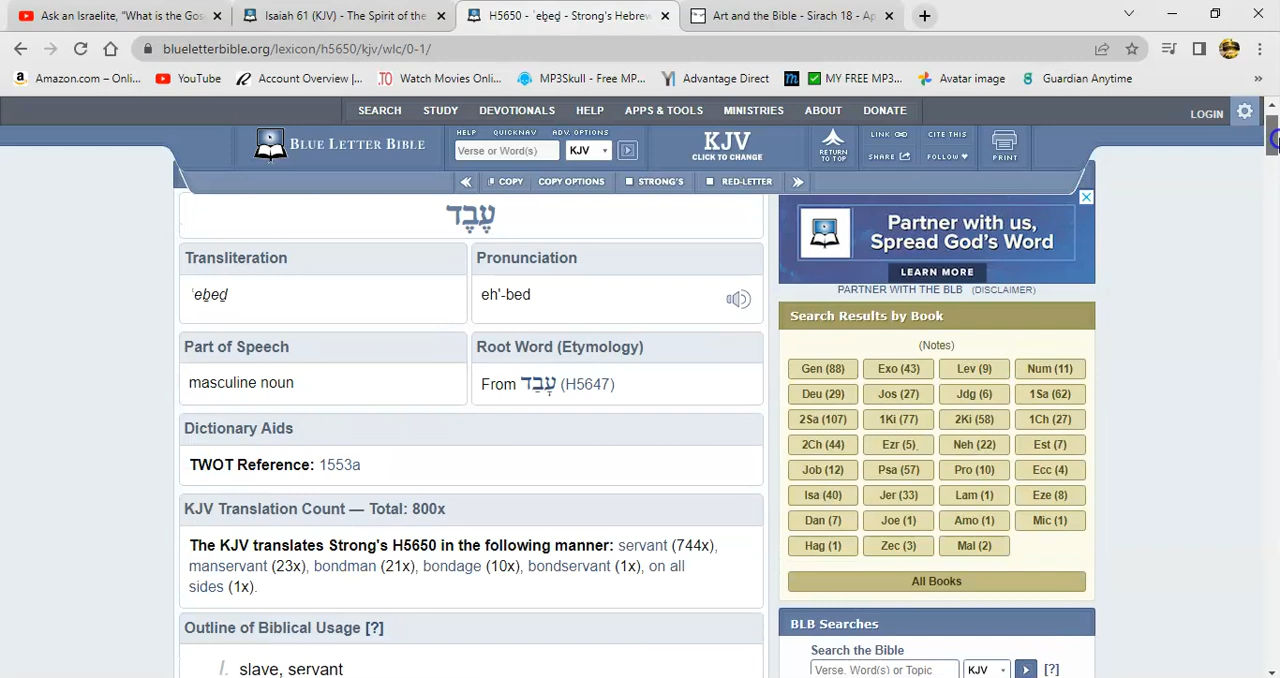 Ask an Israelite, "What is the Gos
Isaiah 61 (KJV) - The Spirit of the
H5650 - ʿeḇeḏ - Strong's Hebrew
Art and the Bible - Sirach 18 - Ap
blueletterbible.org/lexicon/h5650/kjv/wlc/0-1/
Amazon.com – Onli...
YouTube
Account Overview |...
TO Watch Movies Onl...
MP3Skull - Free MP...
Advantage Direct
MY FREE MP3...
Avatar image
Guardian Anytime
»
SEARCH STUDY DEVOTIONALS HELP APPS & TOOLS MINISTRIES ABOUT DONATE
LOGIN
BLUE LETTER BIBLE
HELP QUICKNAV ADV. OPTIONS
Verse or Word(s) KJV
KJV
CLICK TO CHANGE
RETURN
TO TOP
LINK CITE THIS
SHARE FOLLOW
PRINT
COPY COPY OPTIONS STRONG'S RED-LETTER
עֶבֶד
Transliteration
ʿeḇeḏ
Pronunciation
eh'-bed
Part of Speech
masculine noun
Root Word (Etymology)
From עָבַד (H5647)
Dictionary Aids
TWOT Reference: 1553a
KJV Translation Count — Total: 800x
The KJV translates Strong's H5650 in the following manner: servant (744x),
manservant (23x), bondman (21x), bondage (10x), bondservant (1x), on all
sides (1x).
Outline of Biblical Usage [?]
I. slave, servant
Partner with us,
Spread God's Word
LEARN MORE
PARTNER WITH THE BLB (DISCLAIMER)
Search Results by Book
(Notes)
Gen (88) Exo (43) Lev (9) Num (11)
Deu (29) Jos (27) Jdg (6) 1Sa (62)
2Sa (107) 1Ki (77) 2Ki (58) 1Ch (27)
2Ch (44) Ezr (5) Neh (22) Est (7)
Job (12) Psa (57) Pro (10) Ecc (4)
Isa (40) Jer (33) Lam (1) Eze (8)
Dan (7) Joe (1) Amo (1) Mic (1)
Hag (1) Zec (3) Mal (2)
All Books
BLB Searches
Search the Bible
Verse, Word(s) or Topic KJV [?]